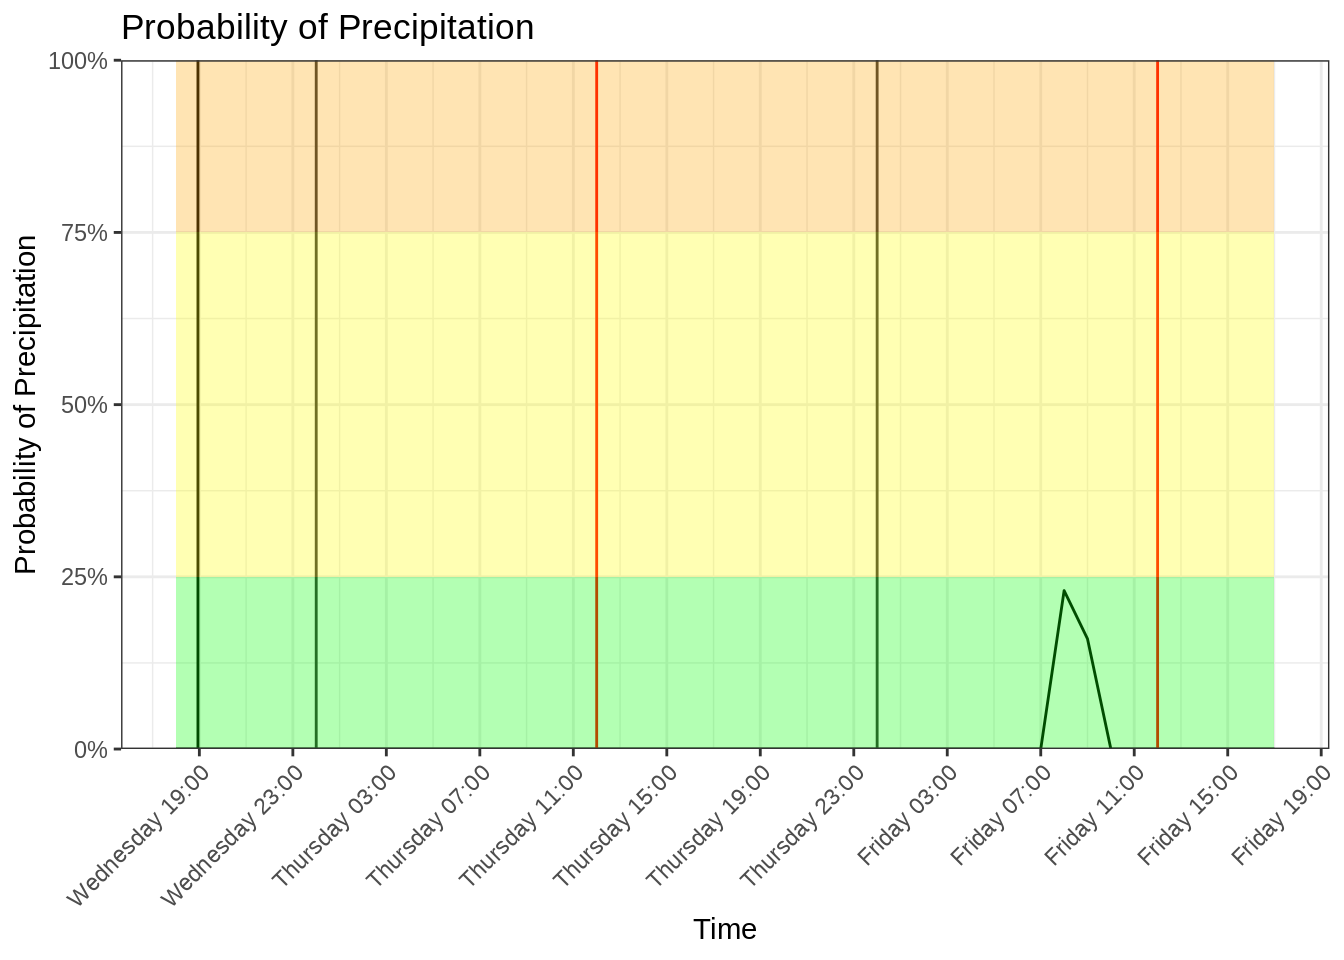 Probability of Precipitation
Probability of Precipitation
100%
75%
50%
25%
0%
Wednesday 19:00
Wednesday 23:00
Thursday 03:00
Thursday 07:00
Thursday 11:00
Thursday 15:00
Thursday 19:00
Thursday 23:00
Friday 03:00
Friday 07:00
Friday 11:00
Friday 15:00
Friday 19:00
Time